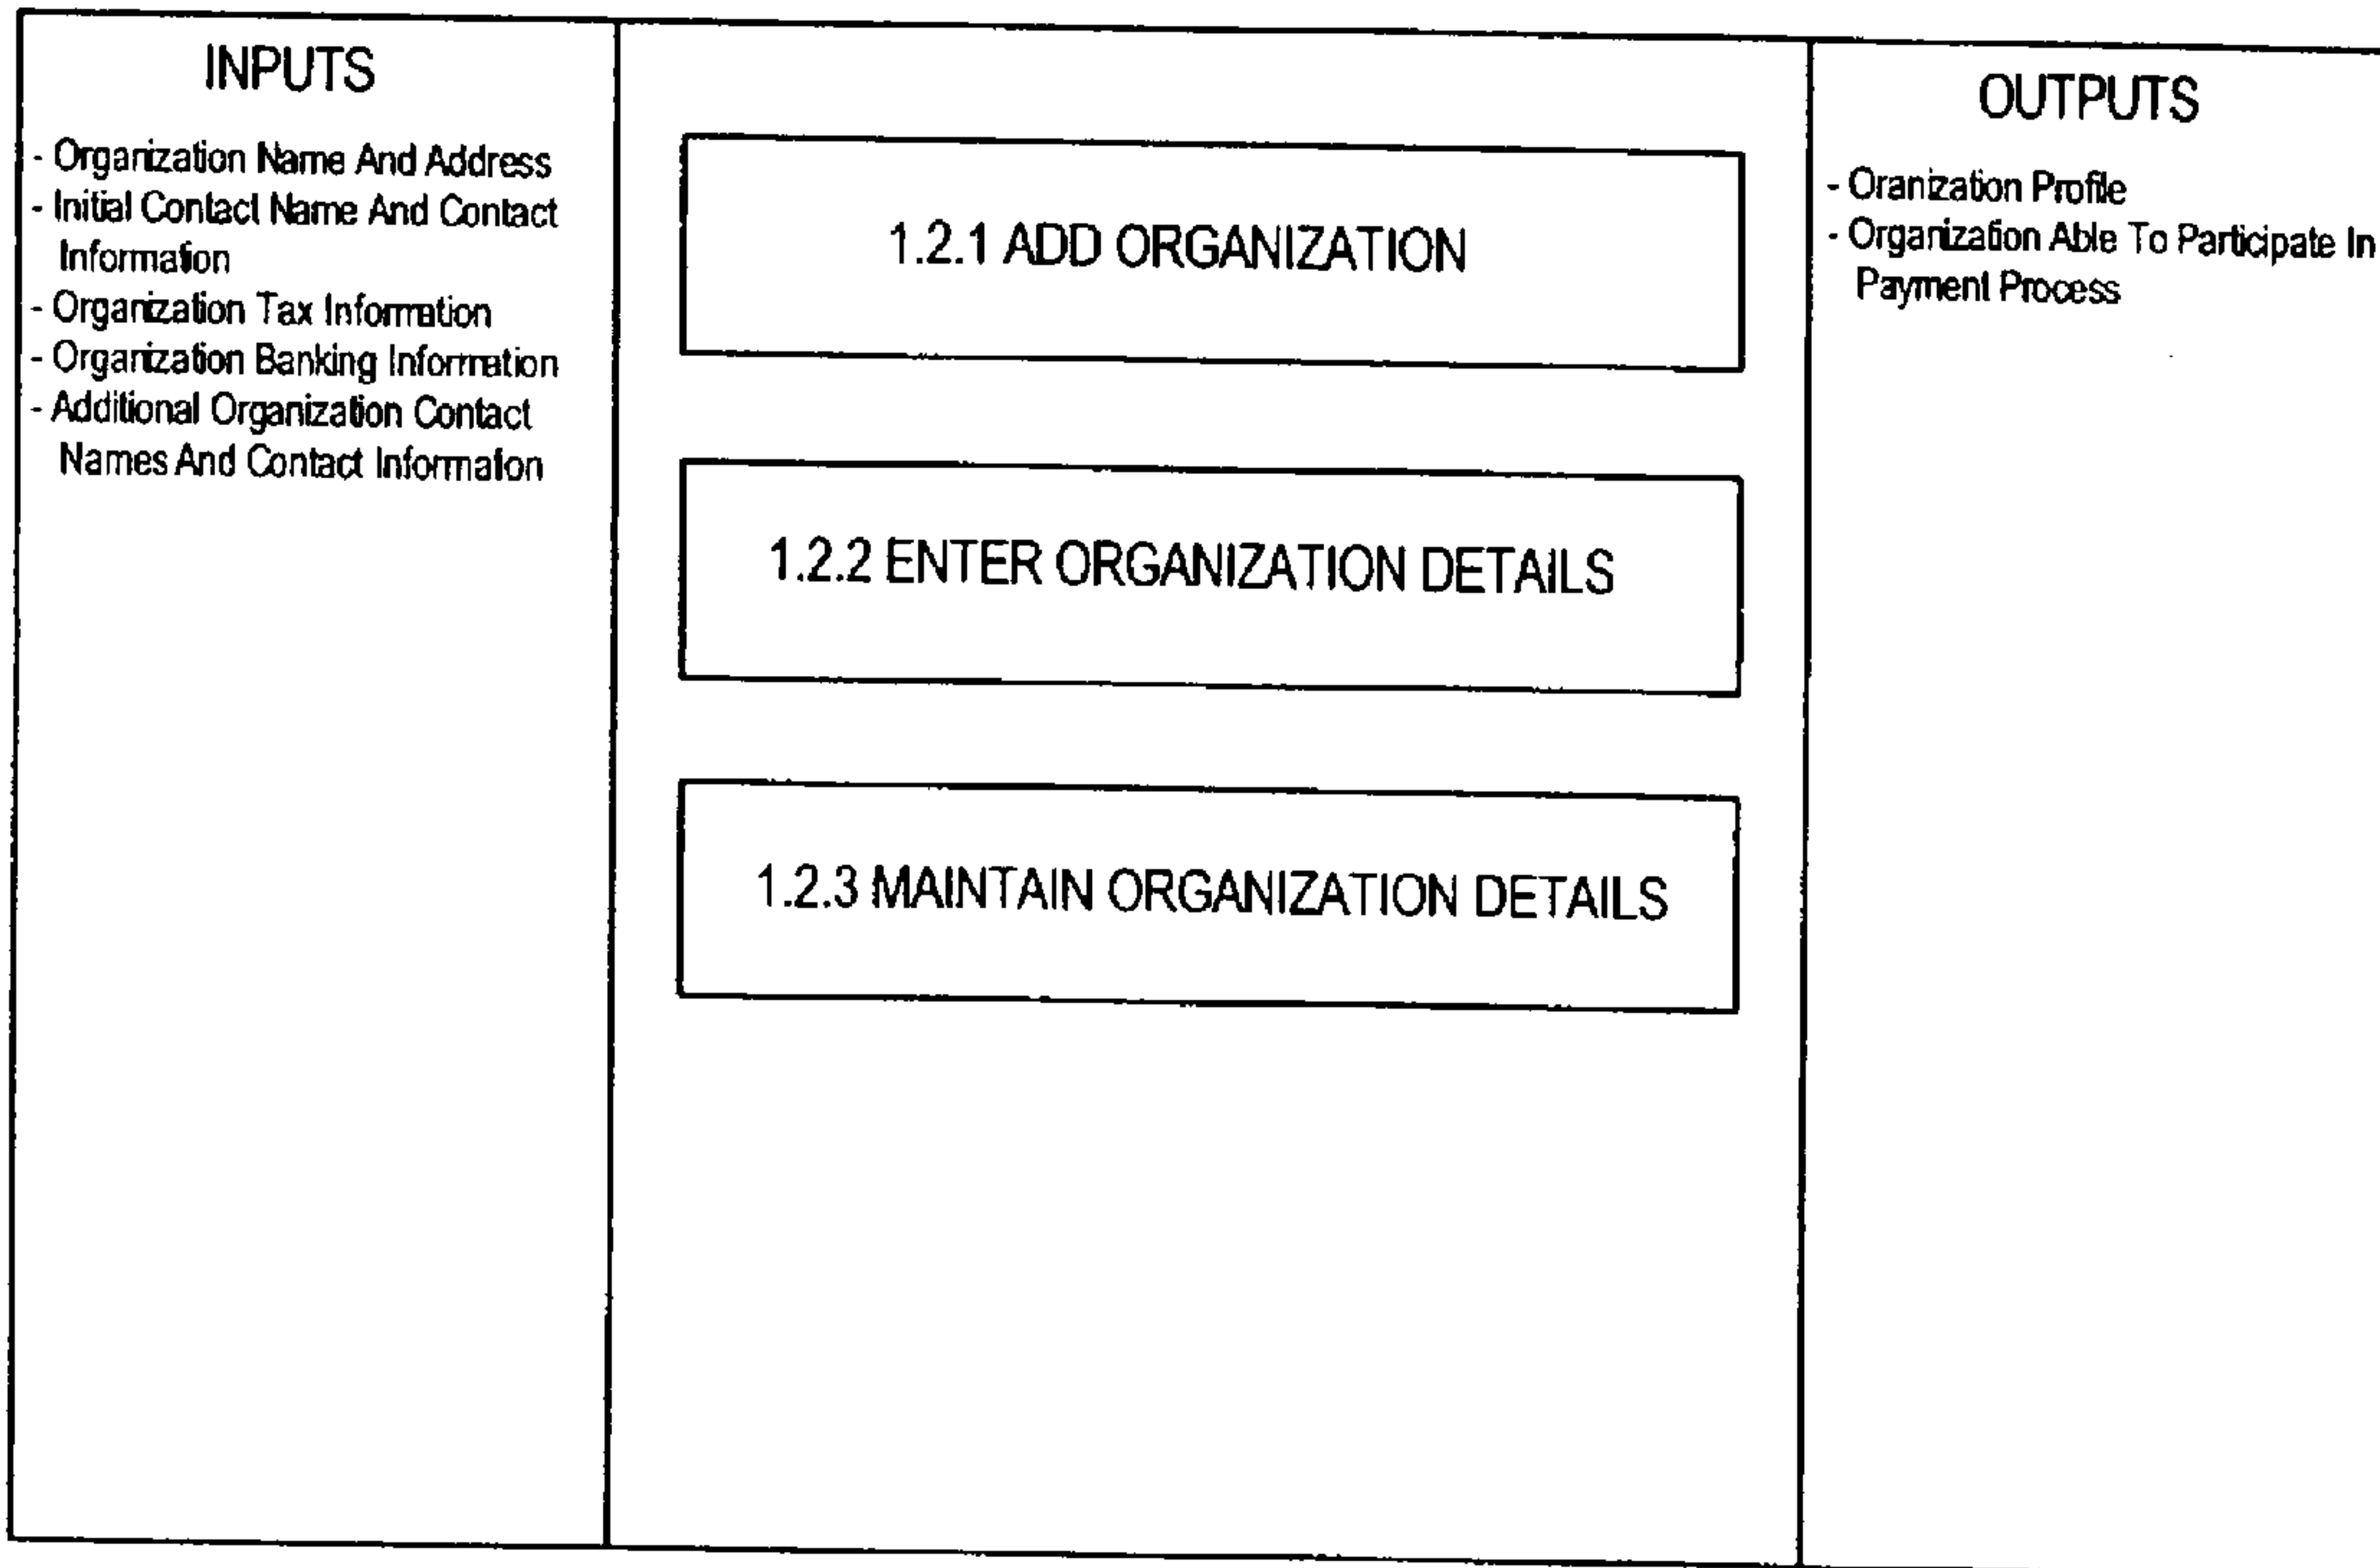 INPUTS
- Organization Name And Address
- Initial Contact Name And Contact
Information
- Organization Tax Information
- Organization Banking Information
- Additional Organization Contact
Names And Contact Informaton
1.2.1 ADD ORGANIZATION
1.2.2 ENTER ORGANIZATION DETAILS
1.2.3 MAINTAIN ORGANIZATION DETAILS
OUTPUTS
- Oranization Profile
- Organization Able To Participate In
Payment Process